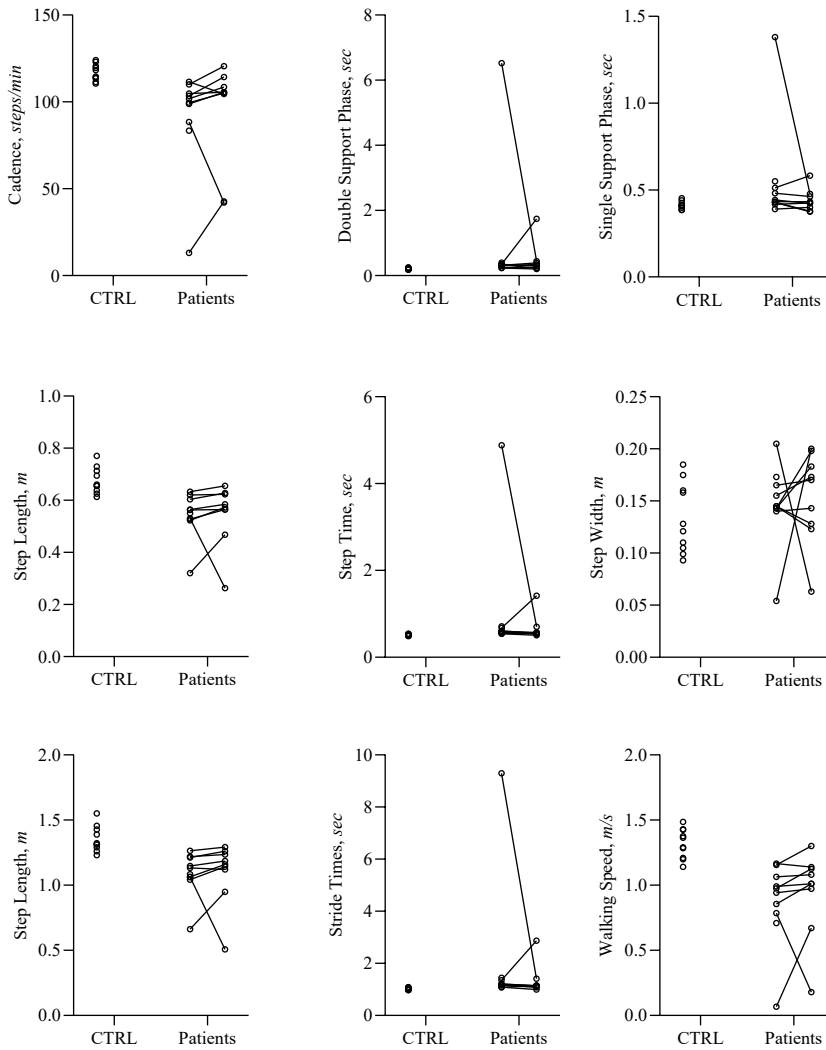 150
100
50
0
Cadence, steps/min
CTRL
Patients
8
6
4
2
0
Double Support Phase, sec
CTRL
Patients
1.5
1.0
0.5
0.0
Single Support Phase, sec
CTRL
Patients
1.0
0.8
0.6
0.4
0.2
0.0
Step Length, m
CTRL
Patients
6
4
2
0
Step Time, sec
CTRL
Patients
0.25
0.20
0.15
0.10
0.05
0.00
Step Width, m
CTRL
Patients
2.0
1.5
1.0
0.5
0.0
Step Length, m
CTRL
Patients
10
8
6
4
2
0
Stride Times, sec
CTRL
Patients
2.0
1.5
1.0
0.5
0.0
Walking Speed, m/s
CTRL
Patients